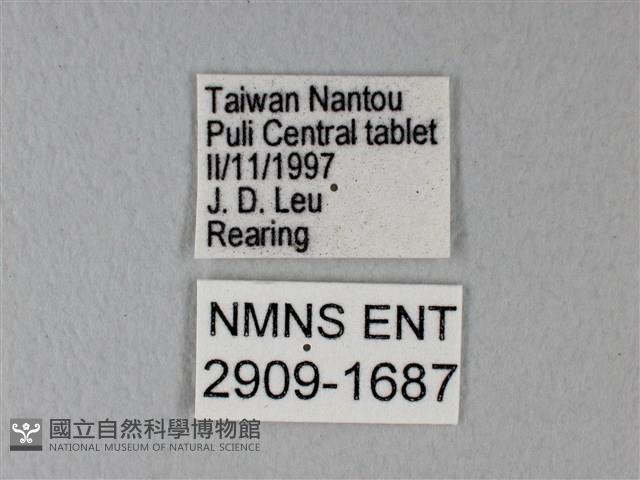 Taiwan Nantou
Puli Central tablet
II/11/1997
J. D. Leu
Rearing
NMNS ENT
2909-1687
國立自然科學博物館
NATIONAL MUSEUM OF NATURAL SCIENCE